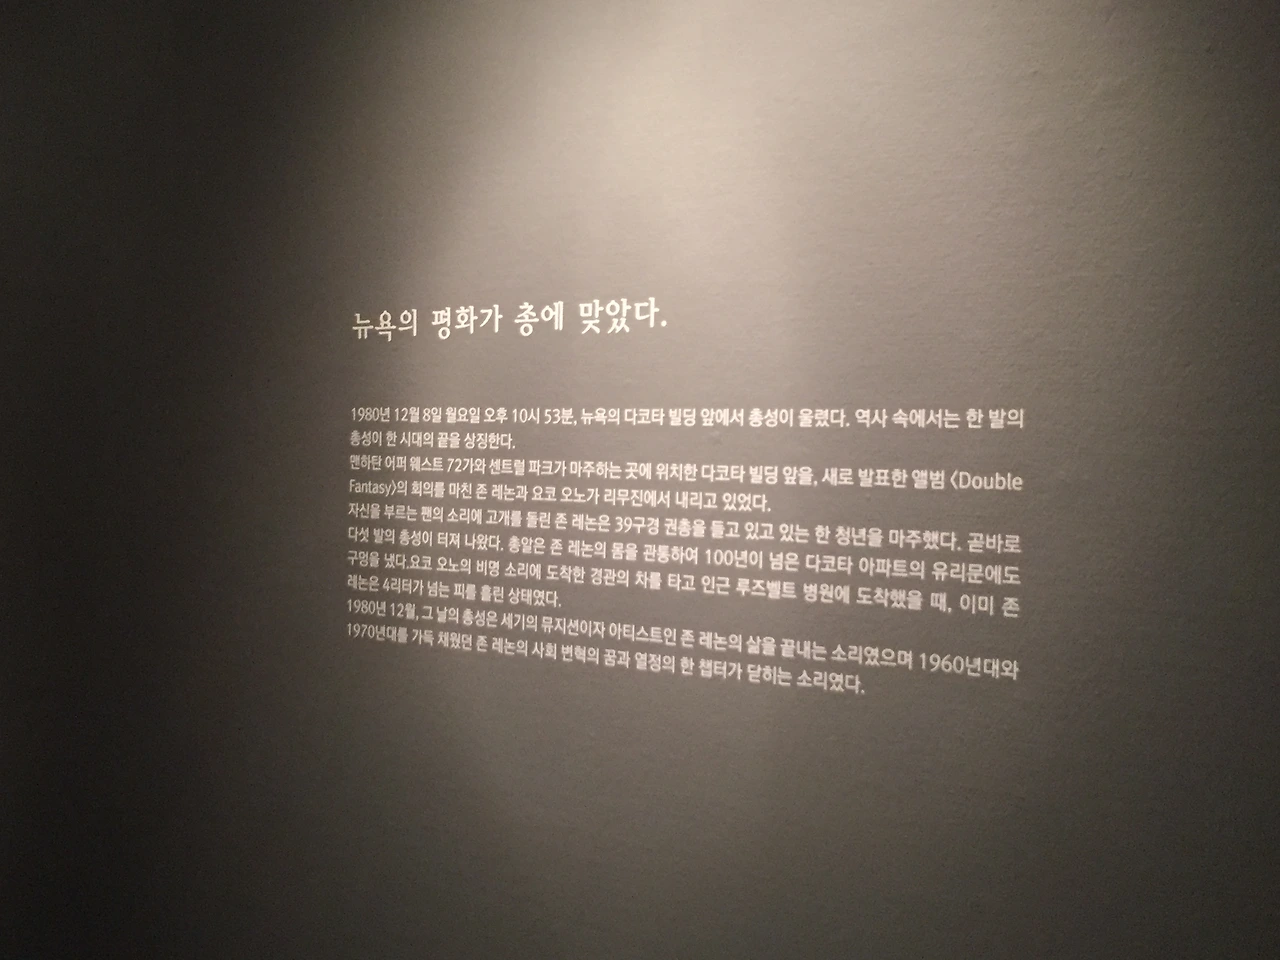 뉴욕의 평화가 총에 맞았다.
1980년 12월 8일 월요일 오후 10시 53분, 뉴욕의 다코타 빌딩 앞에서 총성이 울렸다. 역사 속에서는 한 발의
총성이 한 시대의 끝을 상징한다.
맨하탄 어퍼 웨스트 72가와 센트럴 파크가 마주하는 곳에 위치한 다코타 빌딩 앞을, 새로 발표한 앨범 〈Double
Fantasy〉의 회의를 마친 존 레논과 요코 오노가 리무진에서 내리고 있었다.
자신을 부르는 팬의 소리에 고개를 돌린 존 레논은 39구경 권총을 들고 있고 있는 한 청년을 마주했다. 곧바로
다섯 발의 총성이 터져 나왔다. 총알은 존 레논의 몸을 관통하여 100년이 넘은 다코타 아파트의 유리문에도
구멍을 냈다.요코 오노의 비명 소리에 도착한 경관의 차를 타고 인근 루즈벨트 병원에 도착했을 때, 이미 존
레논은 4리터가 넘는 피를 흘린 상태였다.
1980년 12월, 그 날의 총성은 세기의 뮤지션이자 아티스트인 존 레논의 삶을 끝내는 소리였으며 1960년대와
1970년대를 가득 채웠던 존 레논의 사회 변혁의 꿈과 열정의 한 챕터가 닫히는 소리였다.